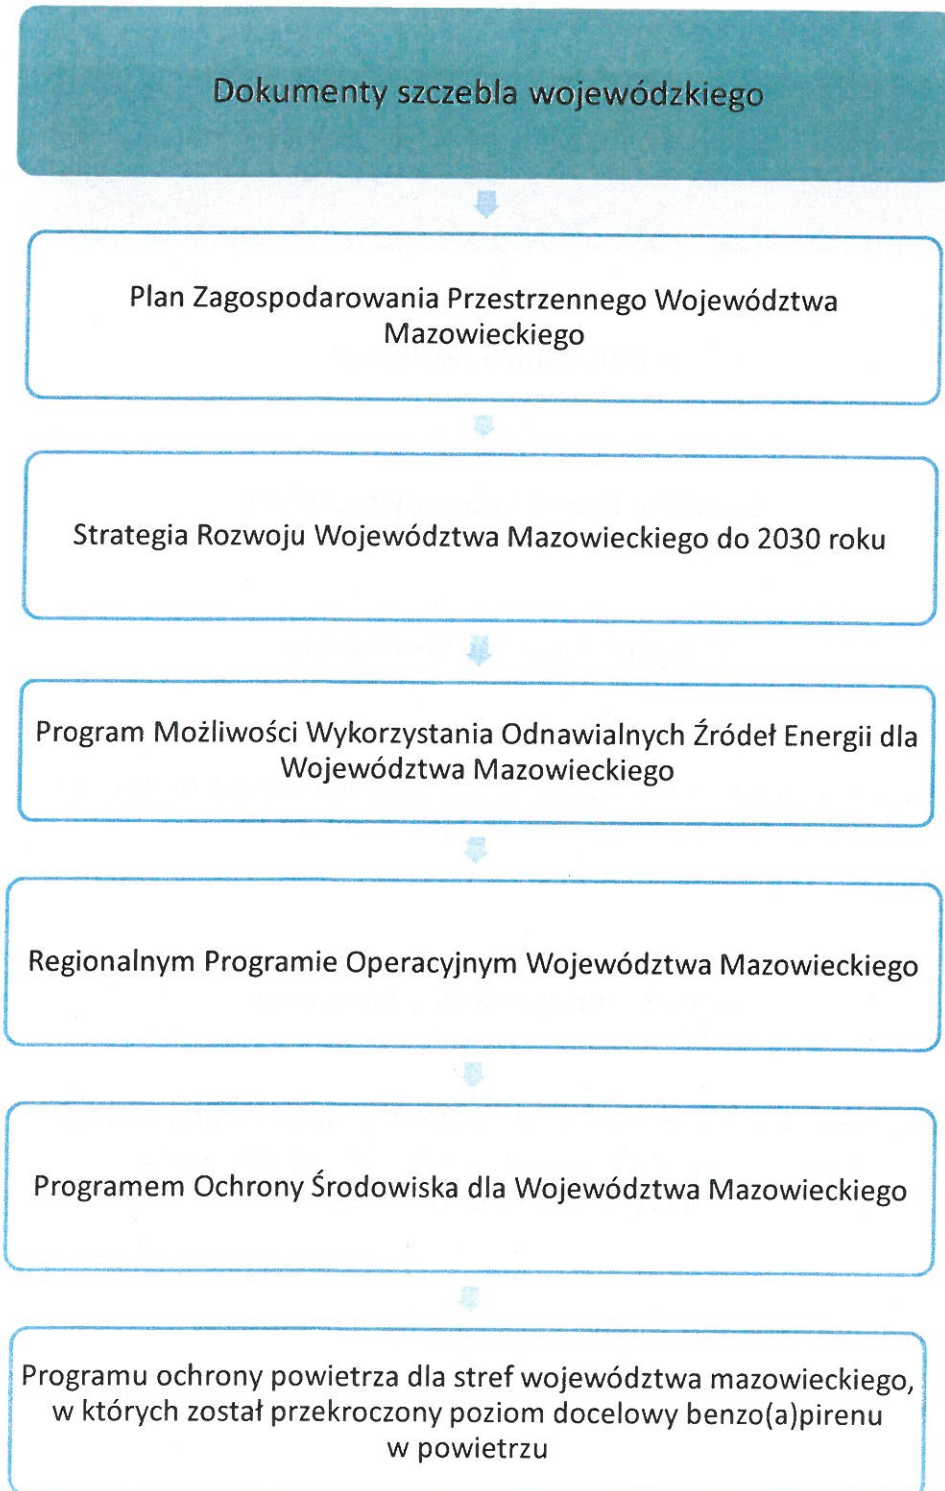 Dokumenty szczebla wojewódzkiego
Plan Zagospodarowania Przestrzennego Województwa
Mazowieckiego
Strategia Rozwoju Województwa Mazowieckiego do 2030 roku
Program Możliwości Wykorzystania Odnawialnych Źródeł Energii dla
Województwa Mazowieckiego
Regionalnym Programie Operacyjnym Województwa Mazowieckiego
Programem Ochrony Środowiska dla Województwa Mazowieckiego
Programu ochrony powietrza dla stref województwa mazowieckiego,
w których został przekroczony poziom docelowy benzo(a)pirenu
w powietrzu